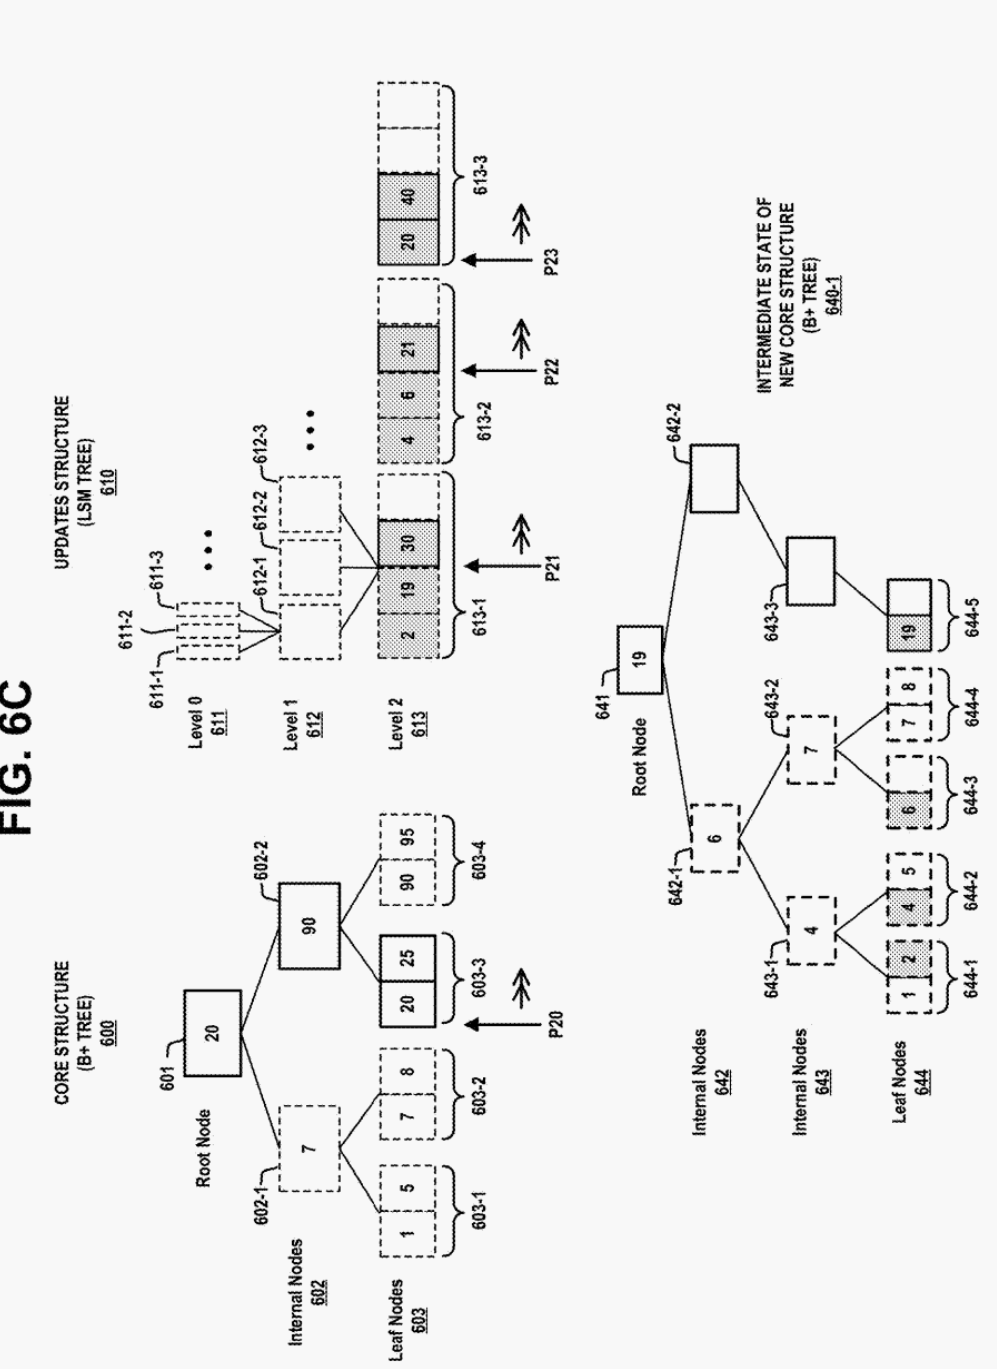 FIG. 6C
CORE STRUCTURE
(B+ TREE)
600
601
Root Node
20
602-1
602-2
Internal Nodes
602
7
90
Leaf Nodes
603
1 5
7 8
20 25
90 95
603-1
603-2
603-3
603-4
P20
UPDATES STRUCTURE
(LSM TREE)
610
611-1
611-2
611-3
Level 0
611
612-1
612-2
612-3
Level 1
612
Level 2
613
2 19 30
4 6 21
20 40
613-1
613-2
613-3
P21
P22
P23
INTERMEDIATE STATE OF
NEW CORE STRUCTURE
(B+ TREE)
640-1
641
Root Node
19
642-1
642-2
Internal Nodes
642
6
643-1
643-2
643-3
Internal Nodes
643
4
7
Leaf Nodes
644
1 2
4 5
6
7 8
19
644-1
644-2
644-3
644-4
644-5